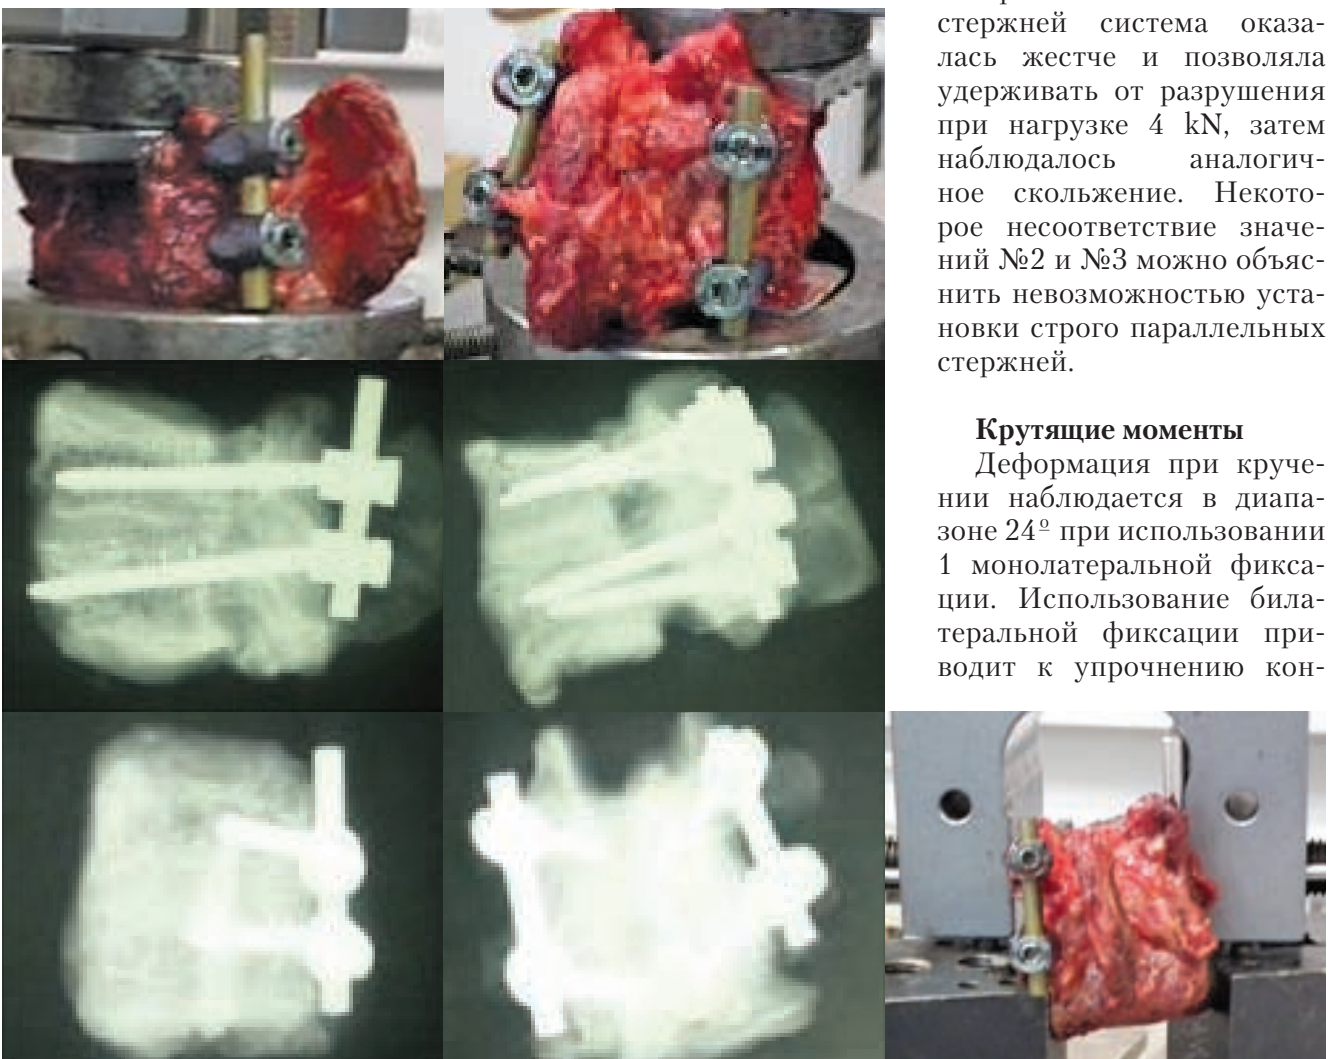 стержней система оказа-
лась жестче и позволяла
удерживать от разрушения
при нагрузке 4 kN, затем
наблюдалось аналогич-
ное скольжение. Некото-
рое несоответствие значе-
ний №2 и №3 можно объяс-
нить невозможностью уста-
новки строго параллельных
стержней.
Крутящие моменты
Деформация при круче-
нии наблюдается в диапа-
зоне 24º при использовании
1 монолатеральной фикса-
ции. Использование била-
теральной фиксации при-
водит к упрочнению кон-